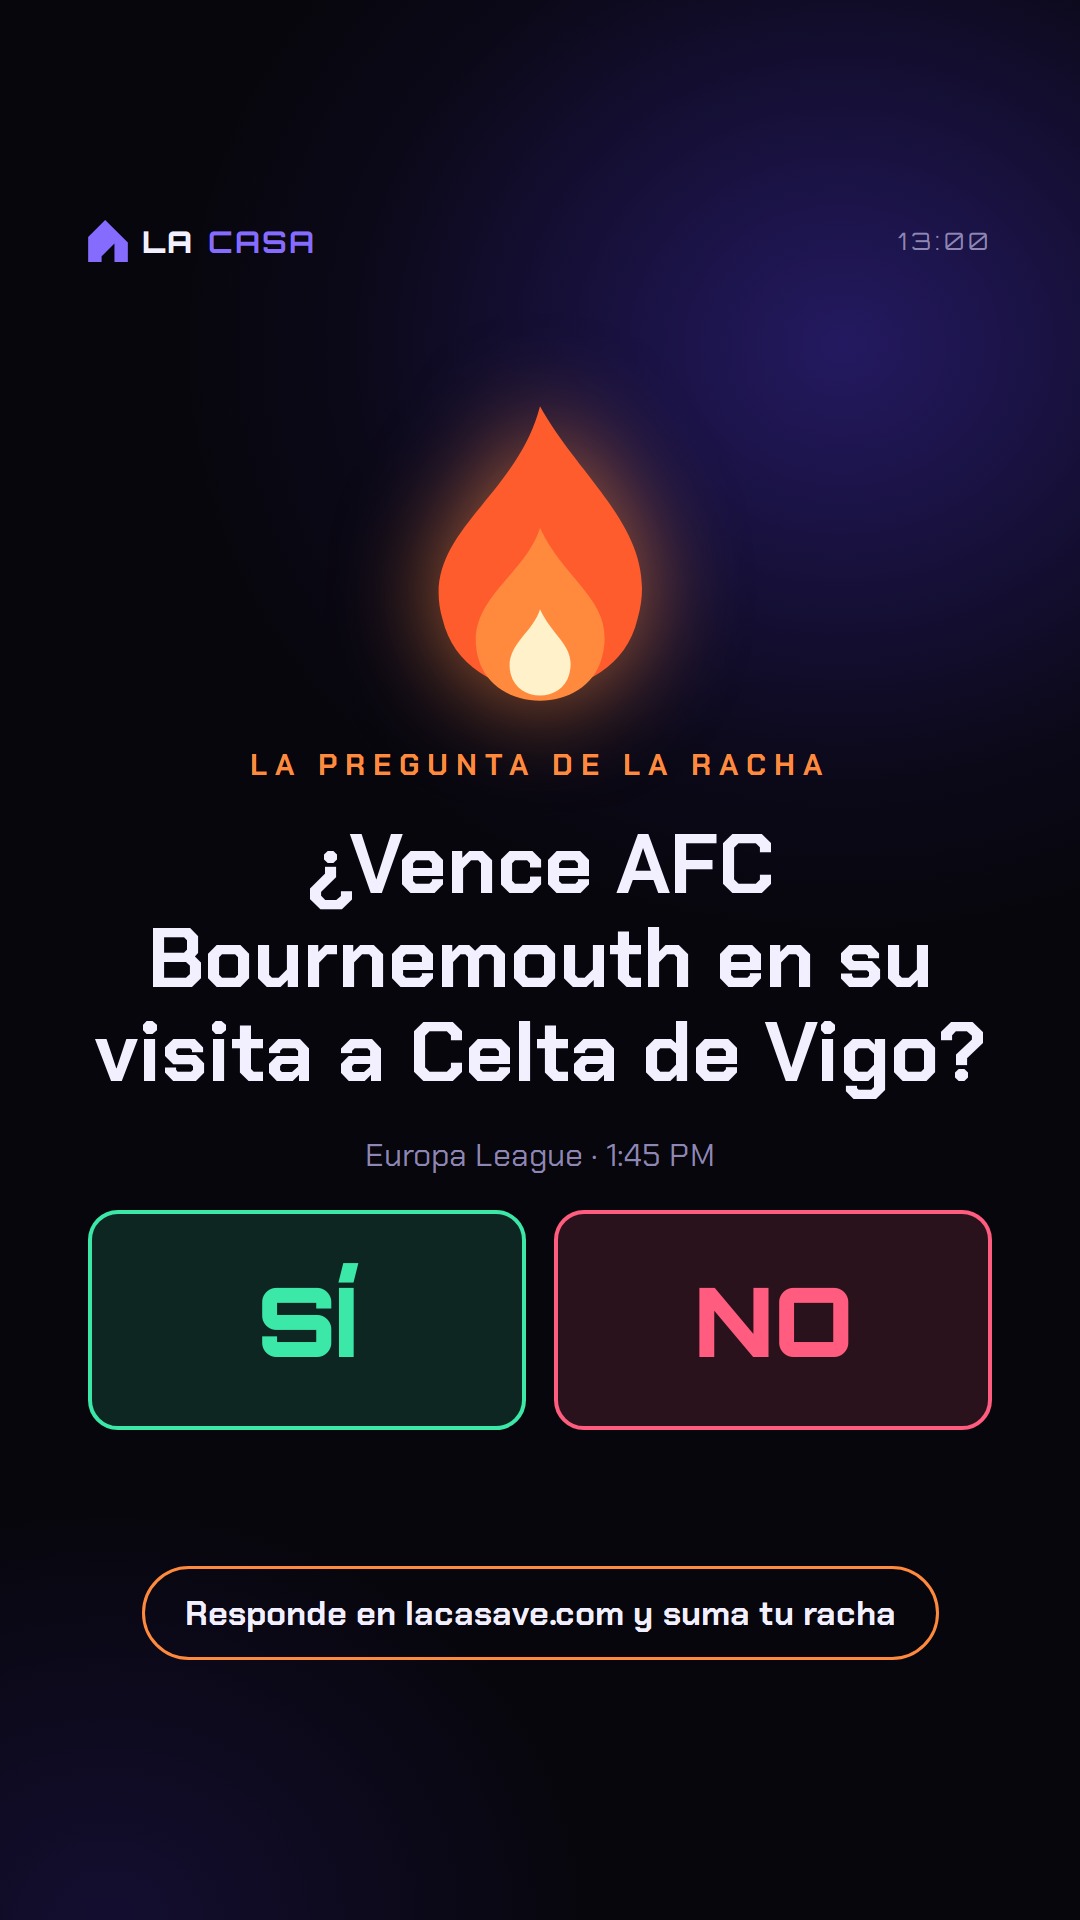 LA CASA
13:00
LA PREGUNTA DE LA RACHA
¿Vence AFC
Bournemouth en su
visita a Celta de Vigo?
Europa League · 1:45 PM
SÍ
NO
Responde en lacasave.com y suma tu racha